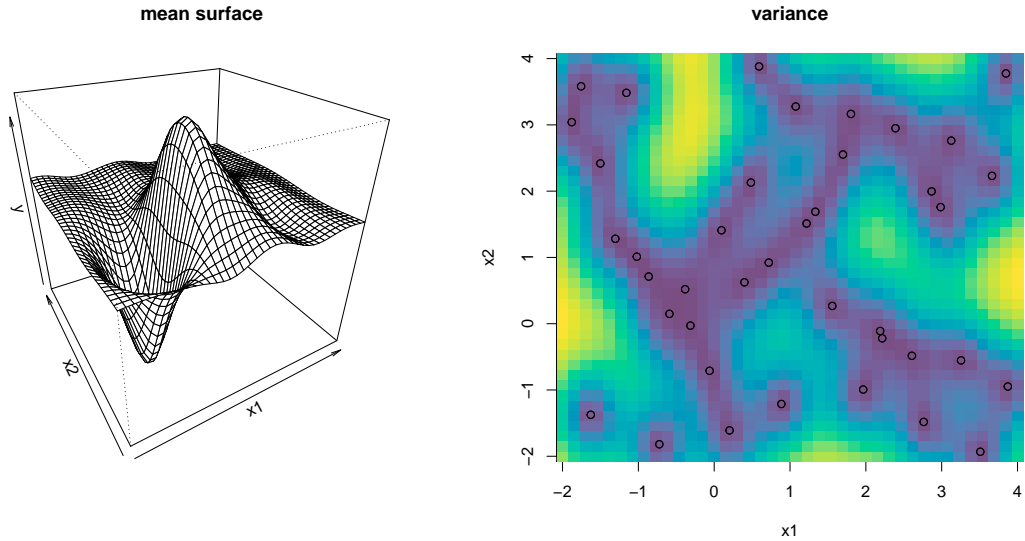 mean surface
y
x2
x1
variance
4
3
2
1
0
−1
−2
x2
−2 −1 0 1 2 3 4
x1